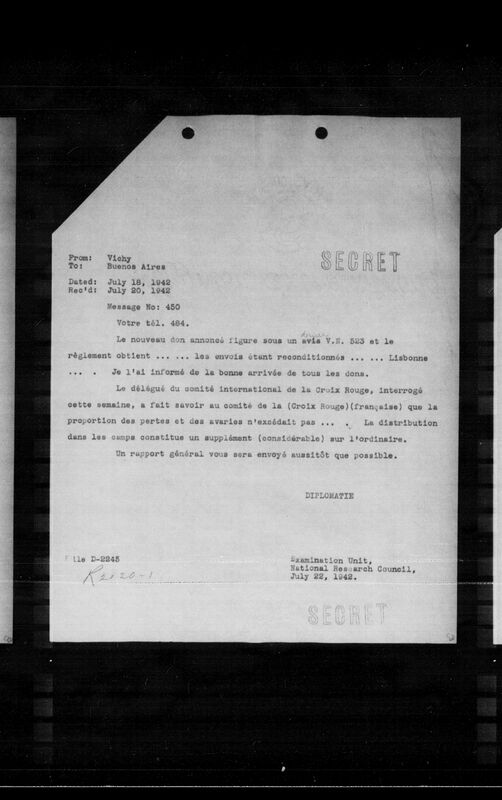 SECRET
From: Vichy
To: Buenos Aires
Dated: July 18, 1942
Rec'd: July 20, 1942
Message No: 450
Votre tél. 484.
Le nouveau don annoncé figure sous un avis V.N. 523 et le
règlement obtient ... ... les envois étant reconditionnés ... ... Lisbonne
... . Je l'ai informé de la bonne arrivée de tous les dons.
Le délégué du comité international de la Croix Rouge, interrogé
cette semaine, a fait savoir au comité de la (Croix Rouge)(française) que la
proportion des pertes et des avaries n'excédait pas ... . La distribution
dans les camps constitue un supplément (considérable) sur l'ordinaire.
Un rapport général vous sera envoyé aussitôt que possible.
DIPLOMATIE
File D-2245
Examination Unit,
National Research Council,
July 22, 1942.
SECRET